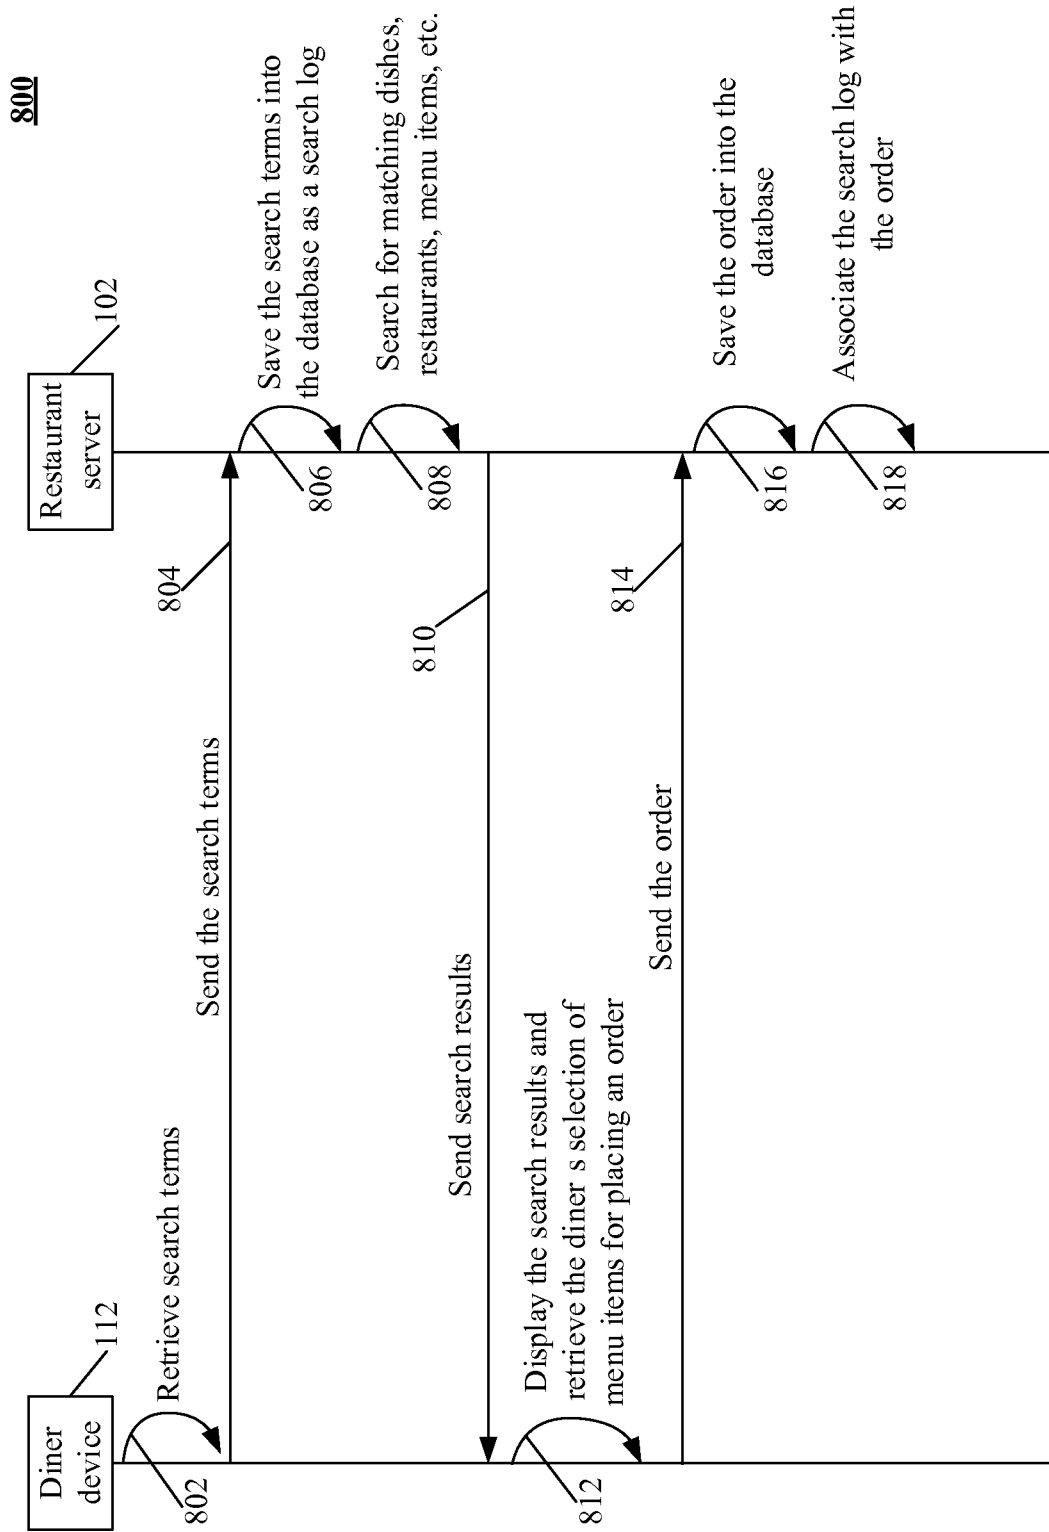 800
Diner
device
112
Restaurant
server
102
802
Retrieve search terms
Send the search terms
804
806
Save the search terms into
the database as a search log
808
Search for matching dishes,
restaurants, menu items, etc.
Send search results
810
812
Display the search results and
retrieve the diner s selection of
menu items for placing an order
Send the order
814
816
Save the order into the
database
818
Associate the search log with
the order